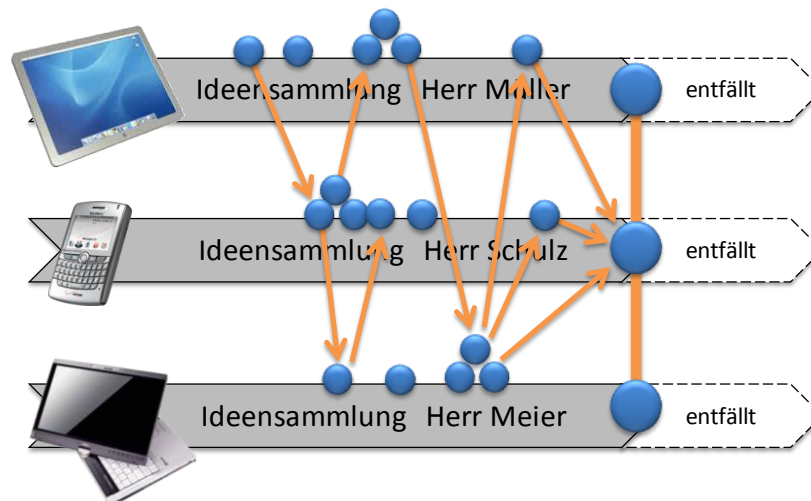 Ideensammlung Herr Müller
entfällt
Ideensammlung Herr Schulz
entfällt
Ideensammlung Herr Meier
entfällt